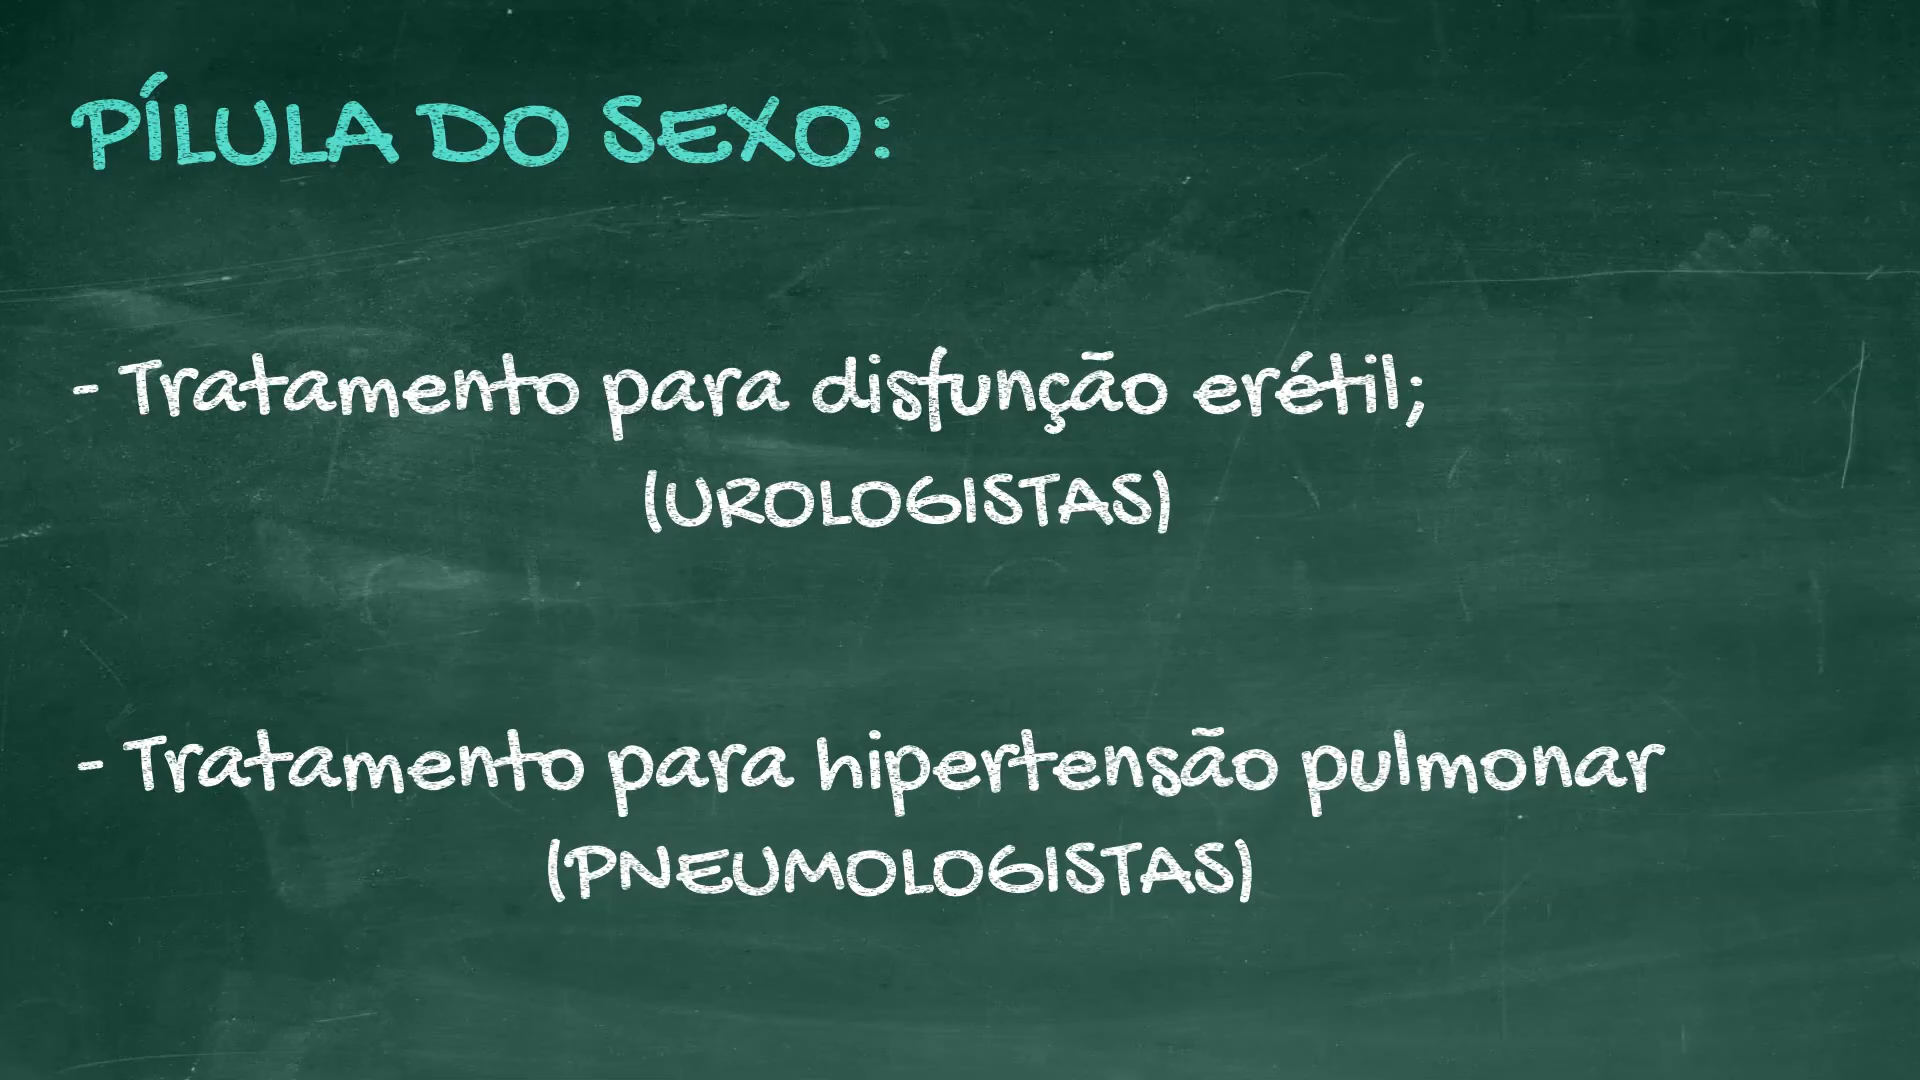 PÍLULA DO SEXO:
- Tratamento para disfunção erétil;
(UROLOGISTAS)
- Tratamento para hipertensão pulmonar
(PNEUMOLOGISTAS)